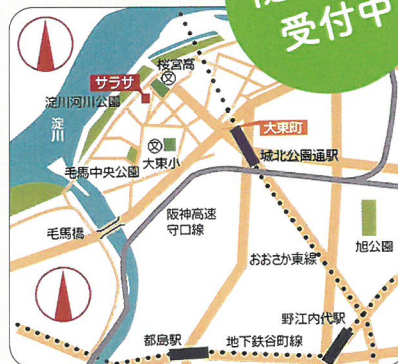 受付中
桜宮高
サラサ
淀川河川公園
淀川
大東町
大東小
城北公園通駅
毛馬中央公園
阪神高速
守口線
毛馬橋
旭公園
おおさか東線
野江内代駅
都島駅
地下鉄谷町線